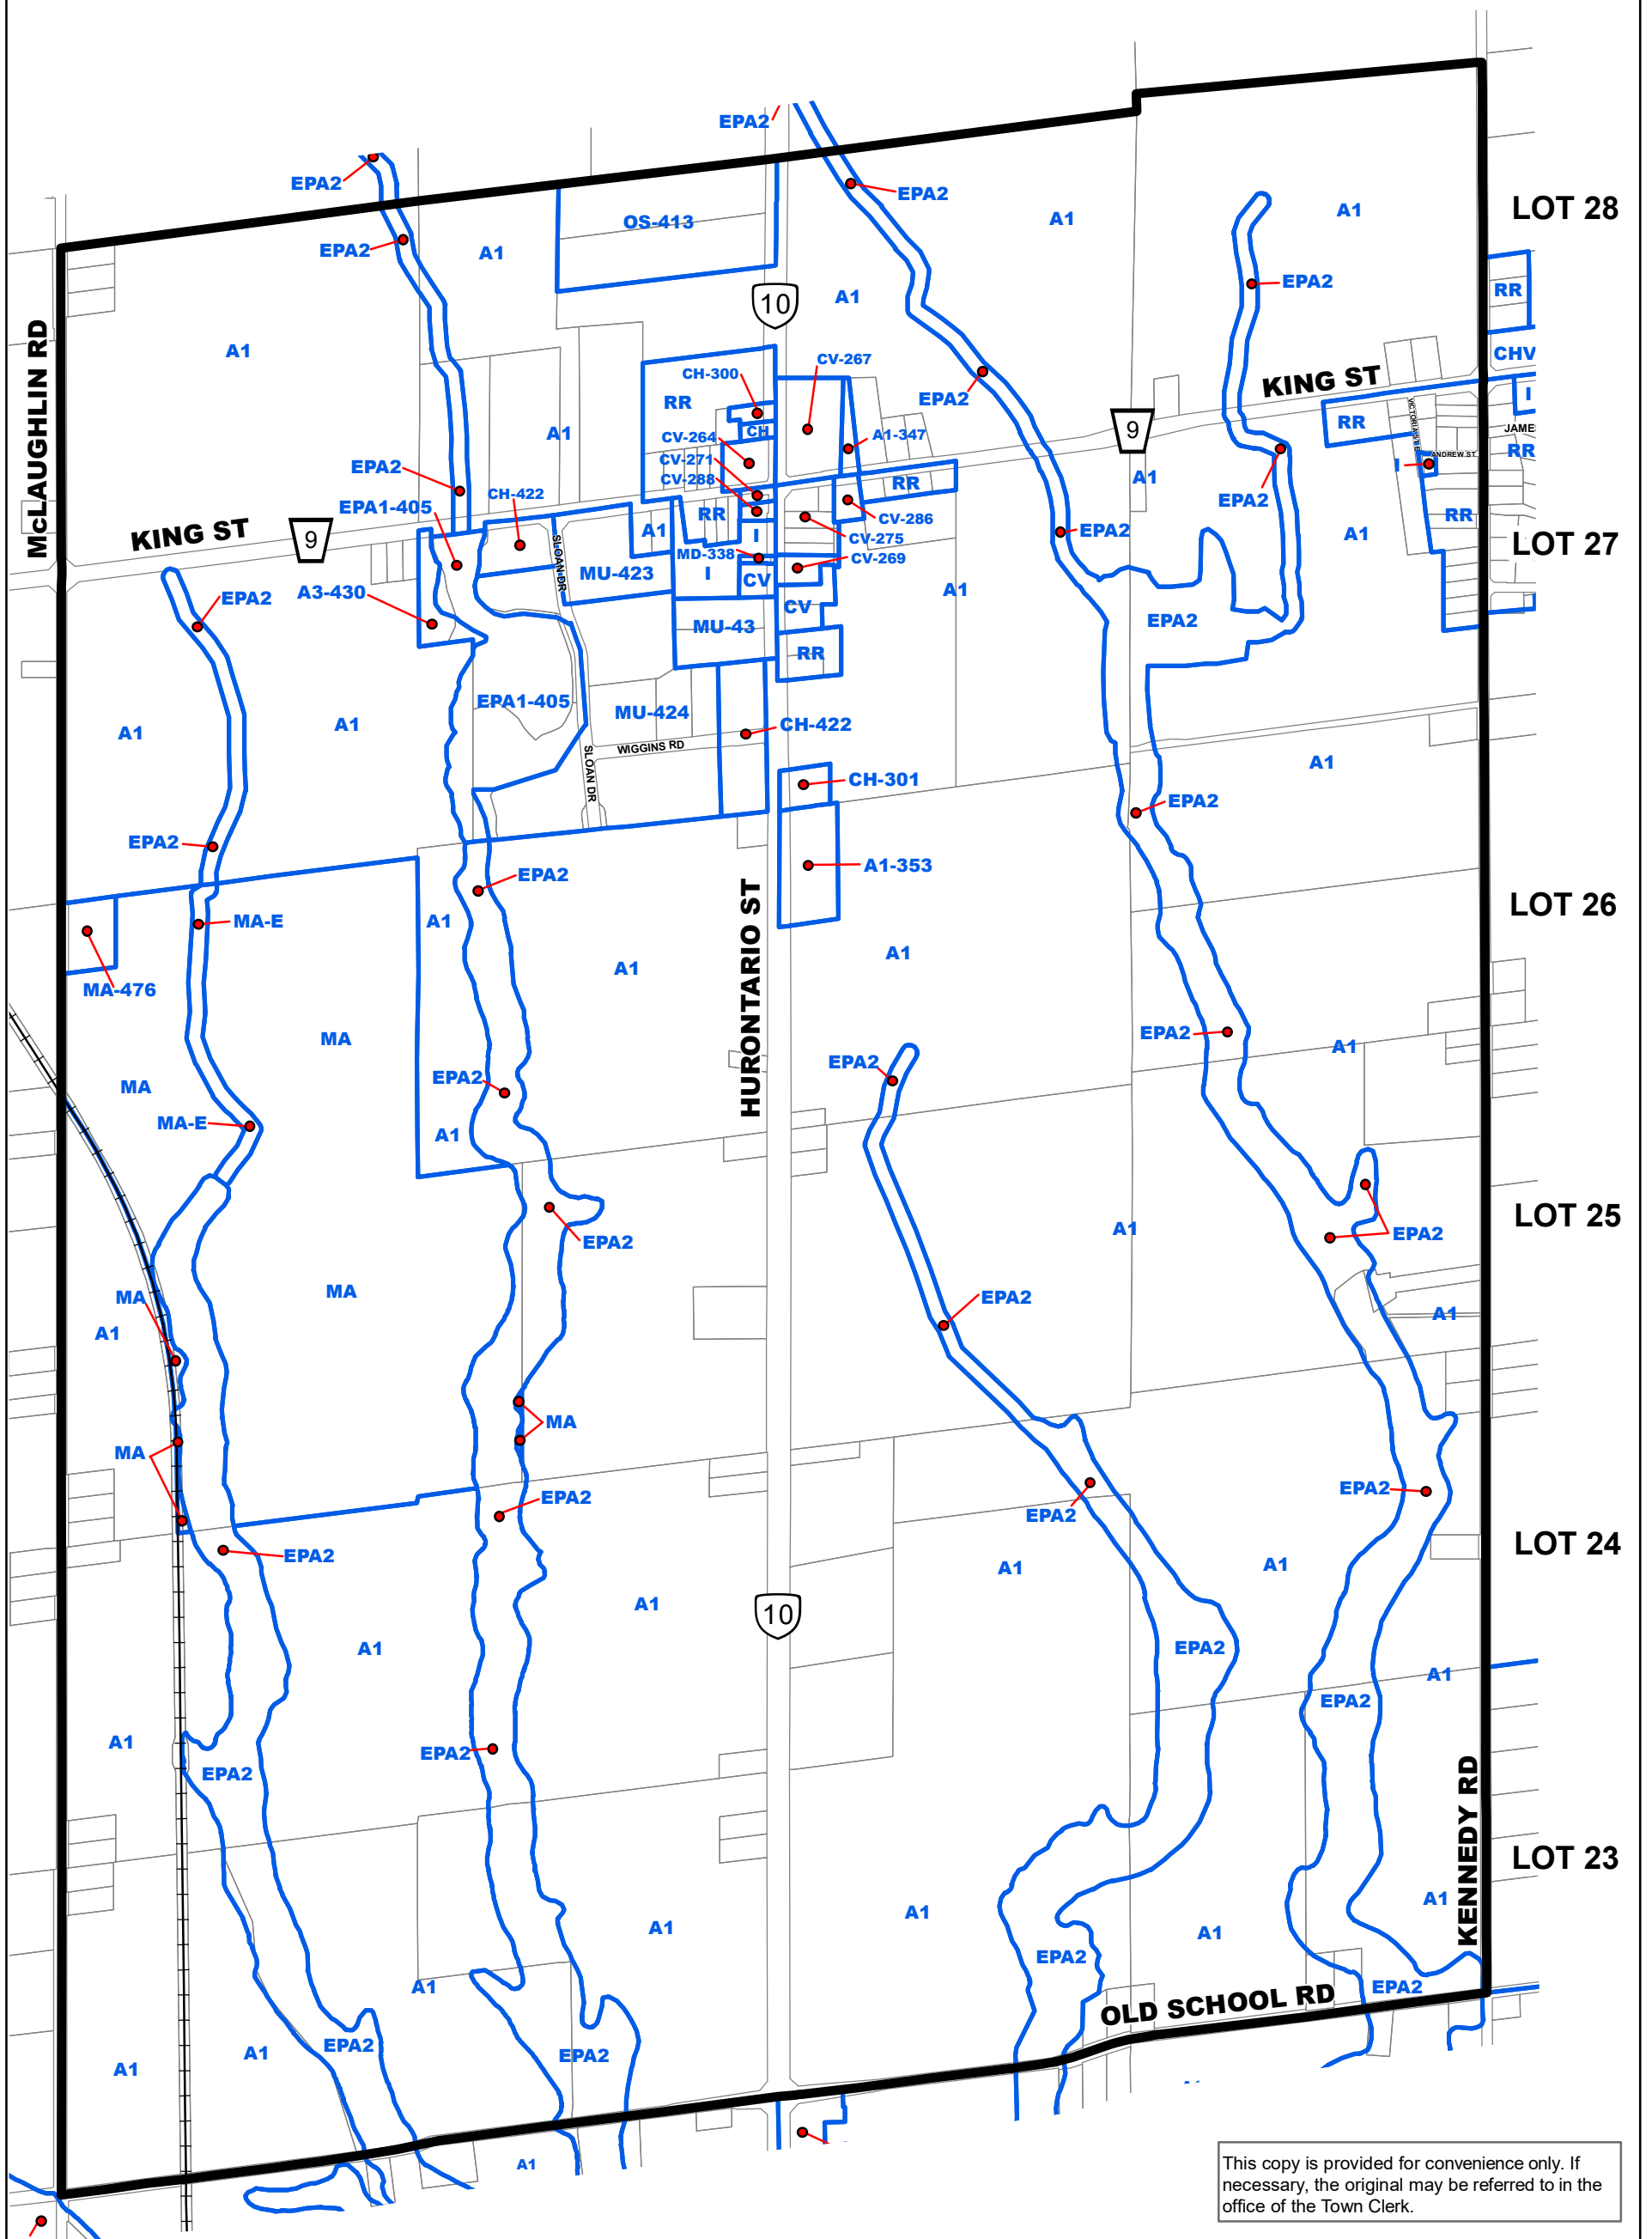 EPA2
EPA2
EPA2
EPA2
A1
A1
LOT 28
OS-413
EPA2
A1
EPA2
RR
A1
10
McLAUGHLIN RD
A1
CV-267
CHV
CH-300
KING ST
EPA2
I
RR
RR
VICTORIA ST E
CH
9
JAME
A1
CV-264
A1-347
ANDREW ST
RR
CV-271
I
EPA2
CV-288
RR
A1
EPA2
CH-422
EPA1-405
RR
CV-286
RR
KING ST
9
A1
I
EPA2
A1
LOT 27
SLOAN DR
CV-275
MD-338
CV-269
MU-423
I
CV
A3-430
EPA2
A1
CV
EPA2
MU-43
RR
EPA1-405
MU-424
A1
A1
CH-422
WIGGINS RD
A1
SLOAN DR
CH-301
EPA2
EPA2
A1-353
EPA2
LOT 26
MA-E
A1
A1
A1
MA-476
HURONTARIO ST
MA
EPA2
A1
EPA2
EPA2
MA
MA-E
A1
LOT 25
A1
EPA2
EPA2
MA
MA
EPA2
A1
A1
MA
MA
EPA2
EPA2
EPA2
LOT 24
EPA2
A1
A1
A1
A1
EPA2
A1
EPA2
A1
EPA2
EPA2
KENNEDY RD
LOT 23
10
A1
A1
A1
A1
EPA2
A1
EPA2
OLD SCHOOL RD
EPA2
A1
EPA2
A1
A1
This copy is provided for convenience only. If
necessary, the original may be referred to in the
office of the Town Clerk.